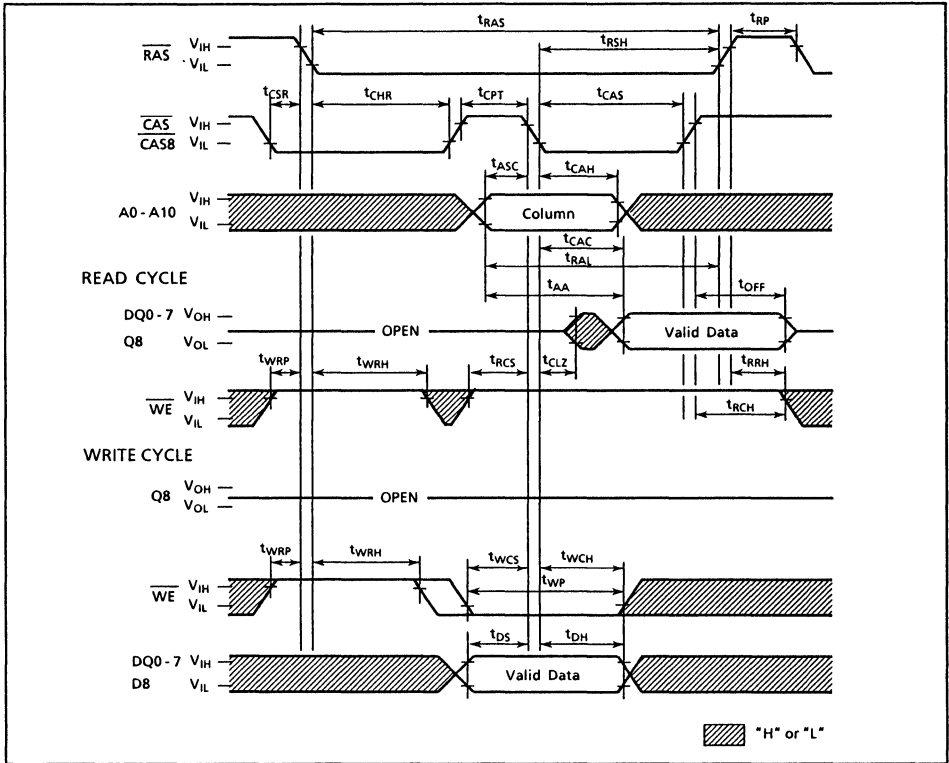 tRAS
tRP
tRSH
RAS VIH
VIL
tCSR
tCHR
tCPT
tCAS
CAS VIH
CAS8 VIL
tASC
tCAH
A0 - A10 VIH
VIL
Column
tCAC
tRAL
READ CYCLE
tAA
tOFF
DQ0 - 7 VOH
Q8 VOL
OPEN
Valid Data
tWRP
tWRH
tRCS
tCLZ
tRRH
WE VIH
VIL
tRCH
WRITE CYCLE
Q8 VOH
VOL
OPEN
tWRP
tWRH
tWCS
tWCH
tWP
WE VIH
VIL
tDS
tDH
DQ0 - 7 VIH
D8 VIL
Valid Data
"H" or "L"